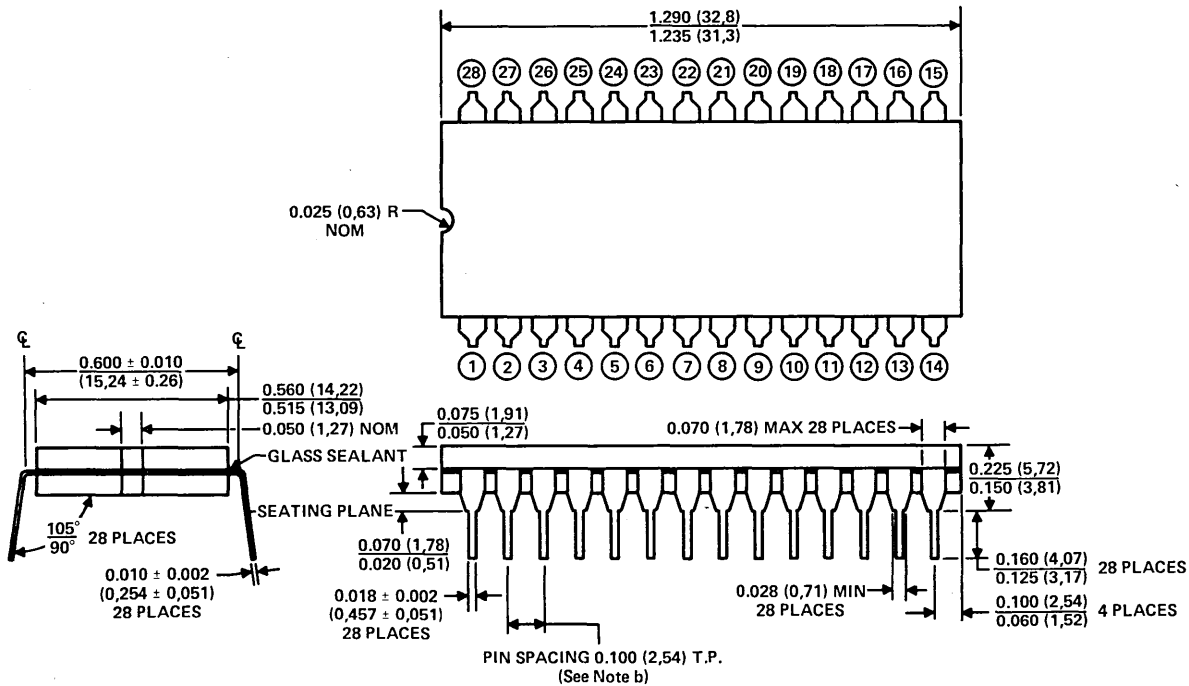 1.290 (32,8)
1.235 (31,3)
28 27 26 25 24 23 22 21 20 19 18 17 16 15
0.025 (0,63) R
NOM
1 2 3 4 5 6 7 8 9 10 11 12 13 14
℄ ℄
0.600 ± 0.010
(15,24 ± 0.26)
0.560 (14,22)
0.515 (13,09)
0.050 (1,27) NOM
GLASS SEALANT
SEATING PLANE
105°
90°
28 PLACES
0.010 ± 0.002
(0,254 ± 0,051)
28 PLACES
0.075 (1,91)
0.050 (1,27)
0.070 (1,78) MAX 28 PLACES
0.225 (5,72)
0.150 (3,81)
0.070 (1,78)
0.020 (0,51)
0.018 ± 0.002
(0,457 ± 0,051)
28 PLACES
0.028 (0,71) MIN
28 PLACES
0.160 (4,07)
0.125 (3,17)
28 PLACES
0.100 (2,54)
0.060 (1,52)
4 PLACES
PIN SPACING 0.100 (2,54) T.P.
(See Note b)